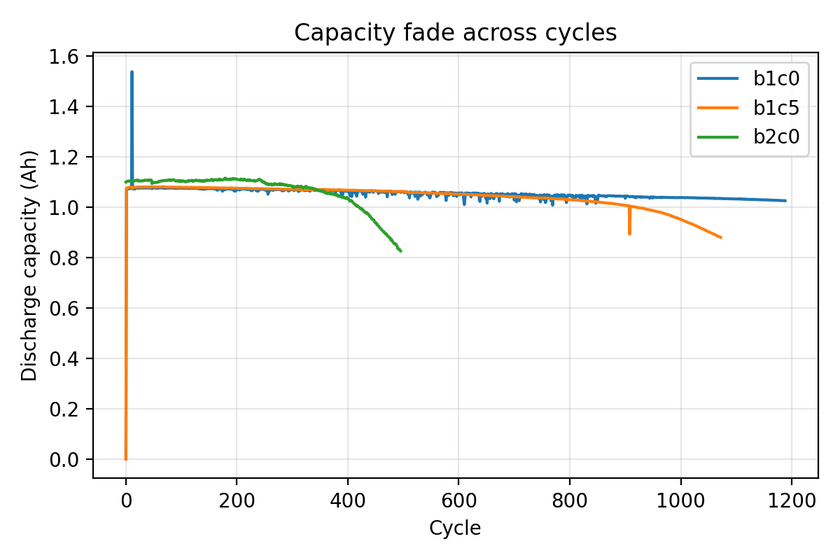 Capacity fade across cycles
1.6
1.4
1.2
1.0
0.8
0.6
0.4
0.2
0.0
Discharge capacity (Ah)
b1c0
b1c5
b2c0
0 200 400 600 800 1000 1200
Cycle